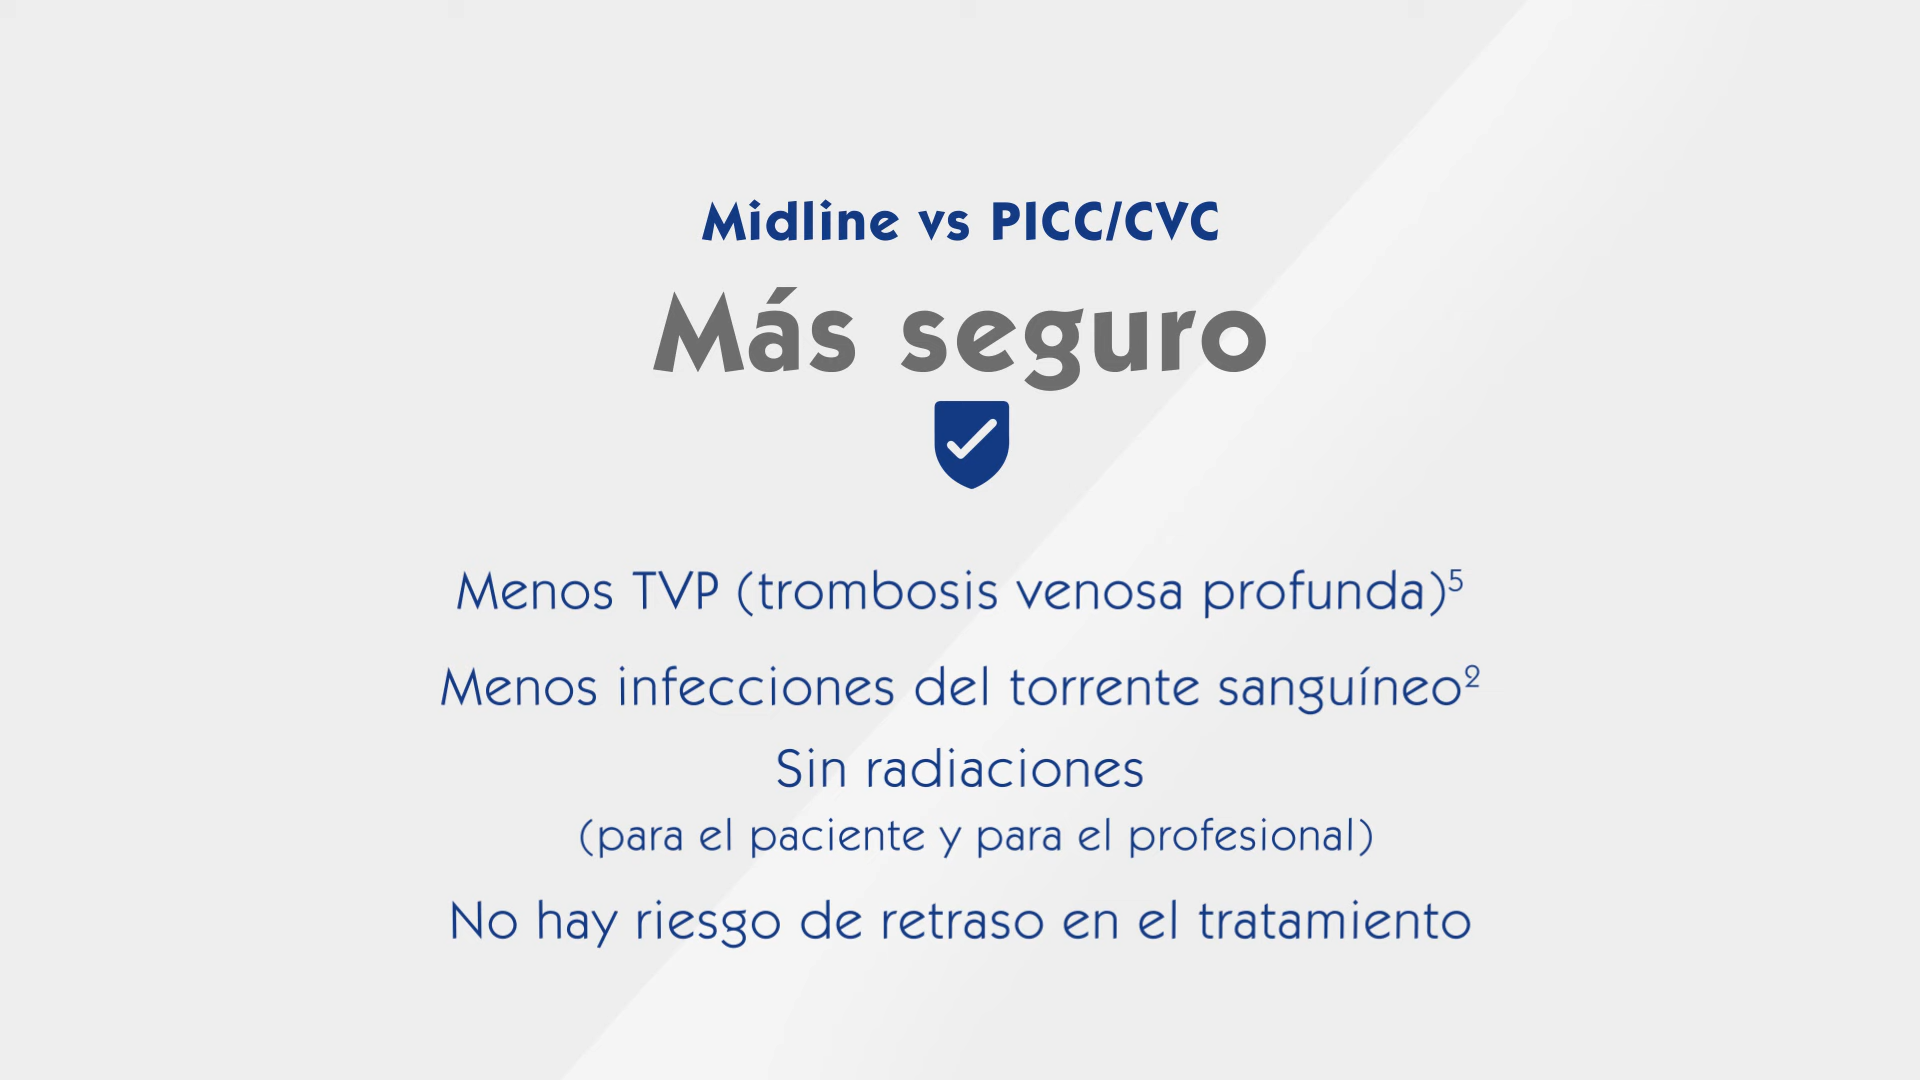 Midline vs PICC/CVC
Más seguro
Menos TVP (trombosis venosa profunda)⁵
Menos infecciones del torrente sanguíneo²
Sin radiaciones
(para el paciente y para el profesional)
No hay riesgo de retraso en el tratamiento